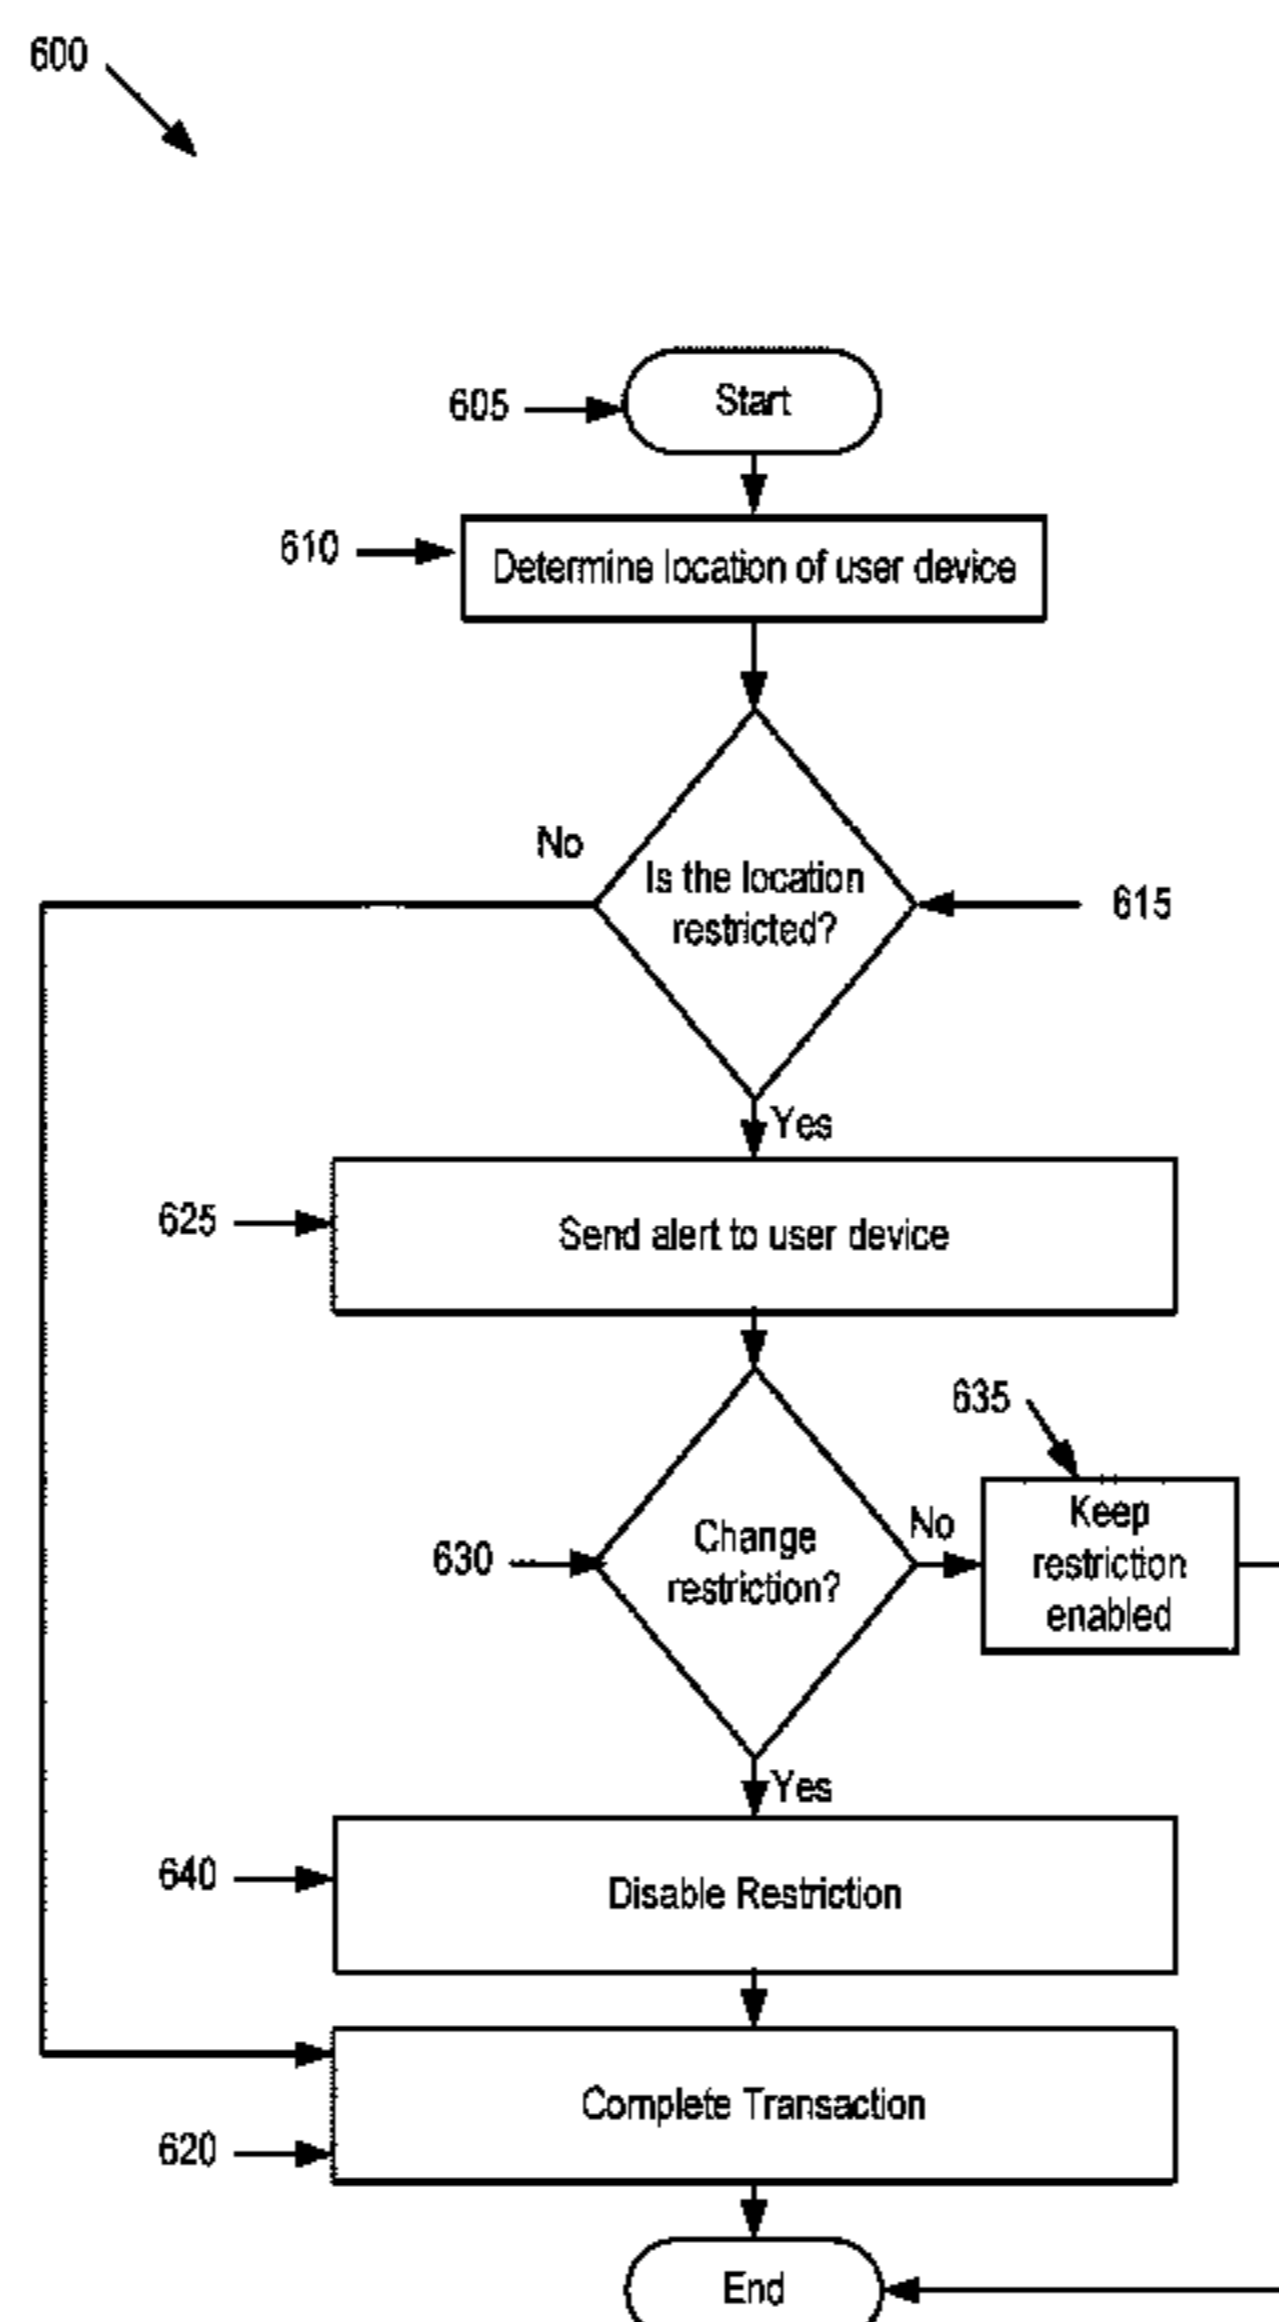 600
605
Start
610
Determine location of user device
No
Is the location
restricted?
615
Yes
625
Send alert to user device
635
630
Change
restriction?
No
Keep
restriction
enabled
Yes
640
Disable Restriction
Complete Transaction
620
End